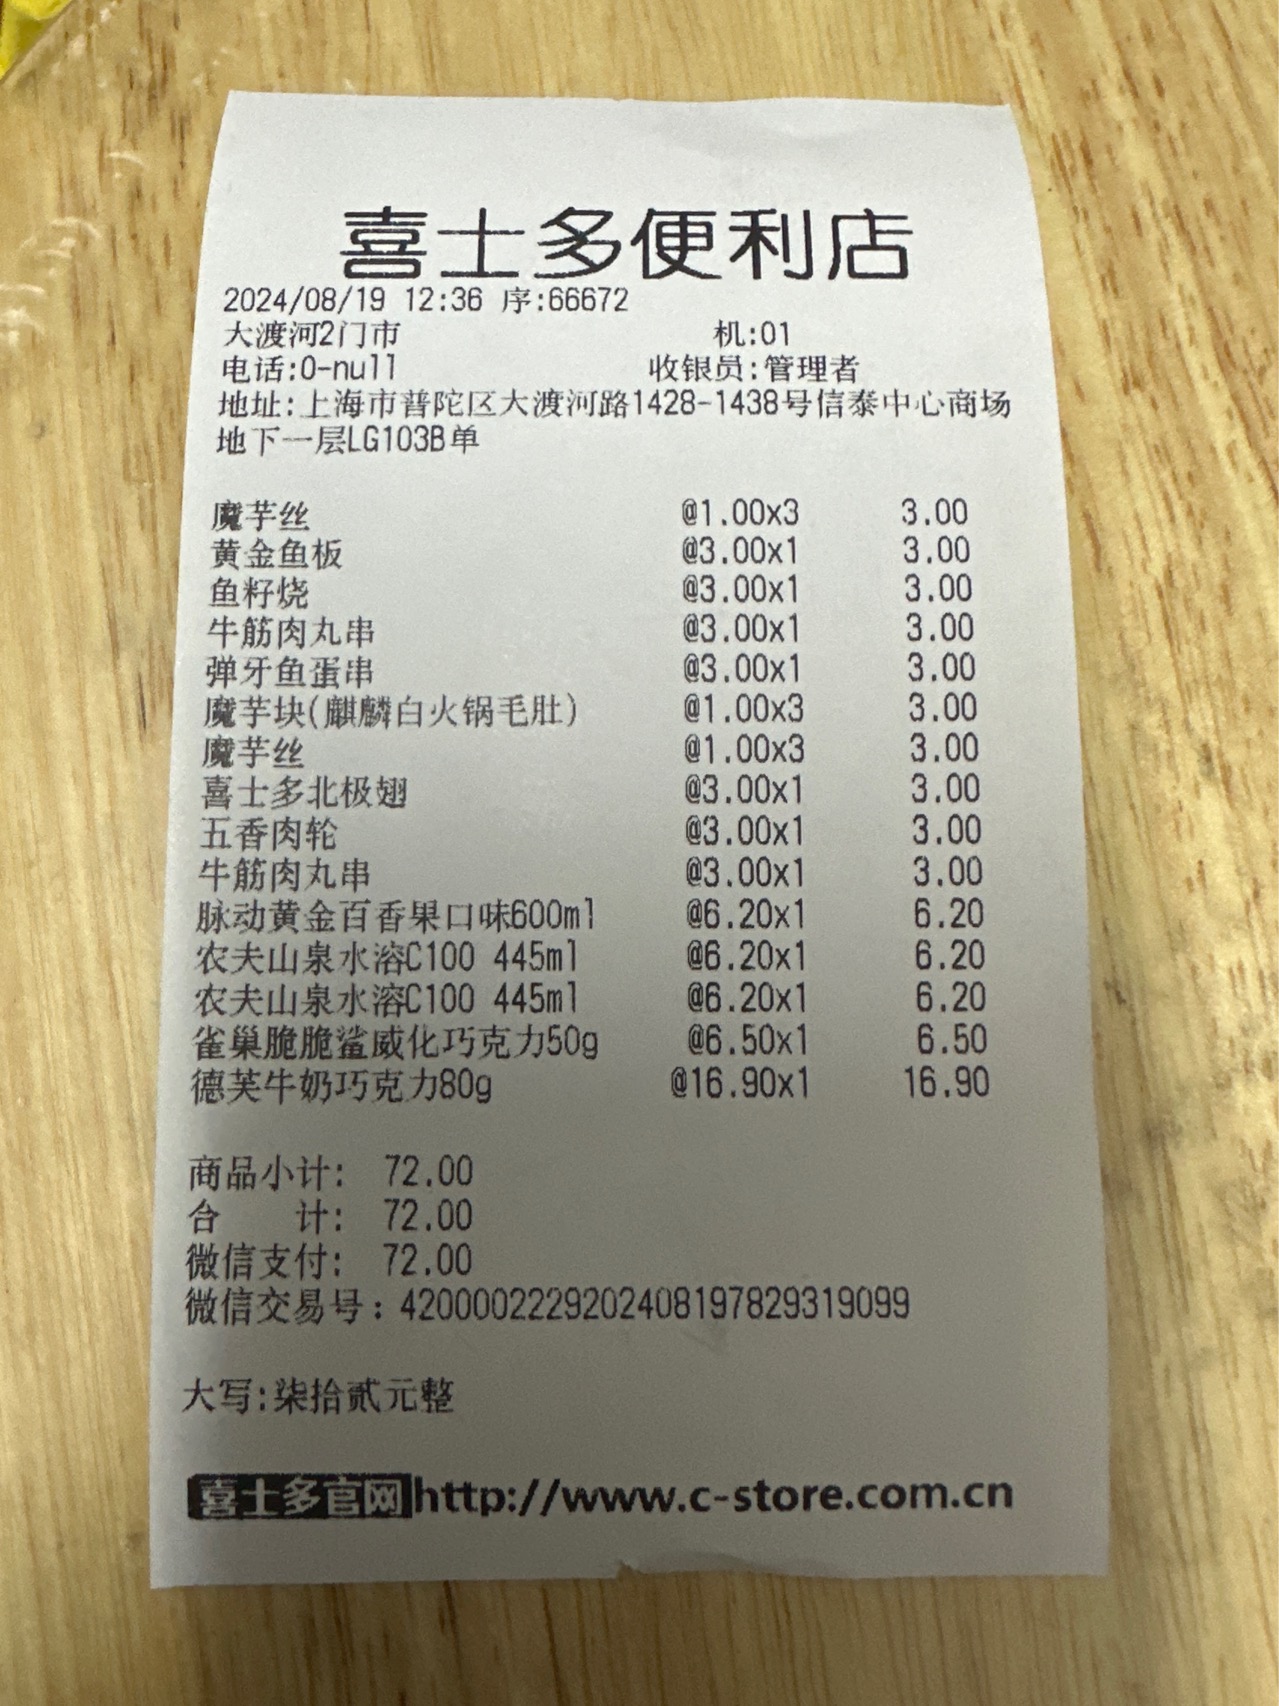 喜士多便利店
2024/08/19 12:36 序:66672
大渡河2门市 机:01
电话:0-null 收银员:管理者
地址:上海市普陀区大渡河路1428-1438号信泰中心商场
地下一层LG103B单
魔芋丝 @1.00x3 3.00
黄金鱼板 @3.00x1 3.00
鱼籽烧 @3.00x1 3.00
牛筋肉丸串 @3.00x1 3.00
弹牙鱼蛋串 @3.00x1 3.00
魔芋块(麒麟白火锅毛肚) @1.00x3 3.00
魔芋丝 @1.00x3 3.00
喜士多北极翅 @3.00x1 3.00
五香肉轮 @3.00x1 3.00
牛筋肉丸串 @3.00x1 3.00
脉动黄金百香果口味600ml @6.20x1 6.20
农夫山泉水溶C100 445ml @6.20x1 6.20
农夫山泉水溶C100 445ml @6.20x1 6.20
雀巢脆脆鲨威化巧克力50g @6.50x1 6.50
德芙牛奶巧克力80g @16.90x1 16.90
商品小计: 72.00
合 计: 72.00
微信支付: 72.00
微信交易号: 4200002229202408197829319099
大写:柒拾贰元整
喜士多官网http://www.c-store.com.cn